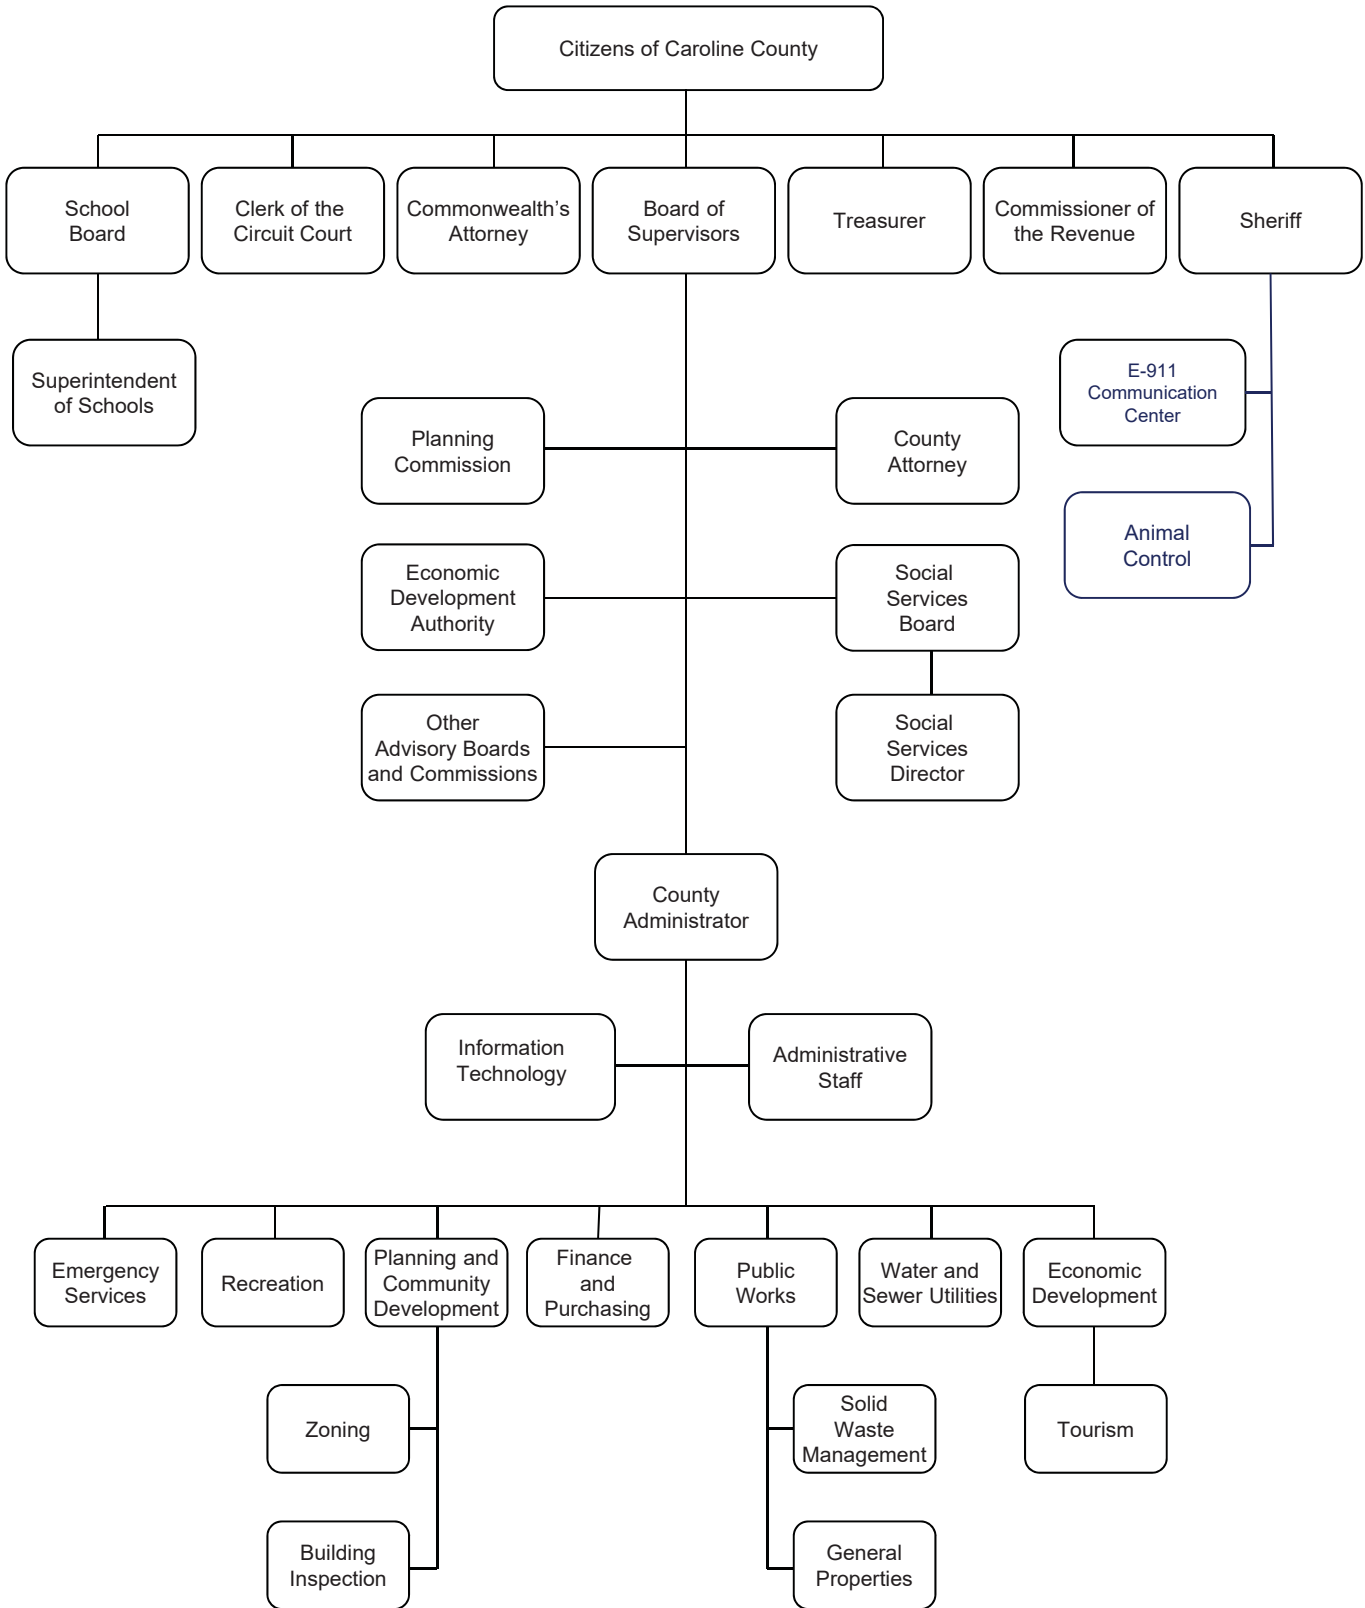 Citizens of Caroline County
School
Board
Clerk of the
Circuit Court
Commonwealth’s
Attorney
Board of
Supervisors
Treasurer
Commissioner of
the Revenue
Sheriff
Superintendent
of Schools
E-911
Communication
Center
Planning
Commission
County
Attorney
Animal
Control
Economic
Development
Authority
Social
Services
Board
Other
Advisory Boards
and Commissions
Social
Services
Director
County
Administrator
Information
Technology
Administrative
Staff
Emergency
Services
Recreation
Planning and
Community
Development
Finance
and
Purchasing
Public
Works
Water and
Sewer Utilities
Economic
Development
Zoning
Solid
Waste
Management
Tourism
Building
Inspection
General
Properties